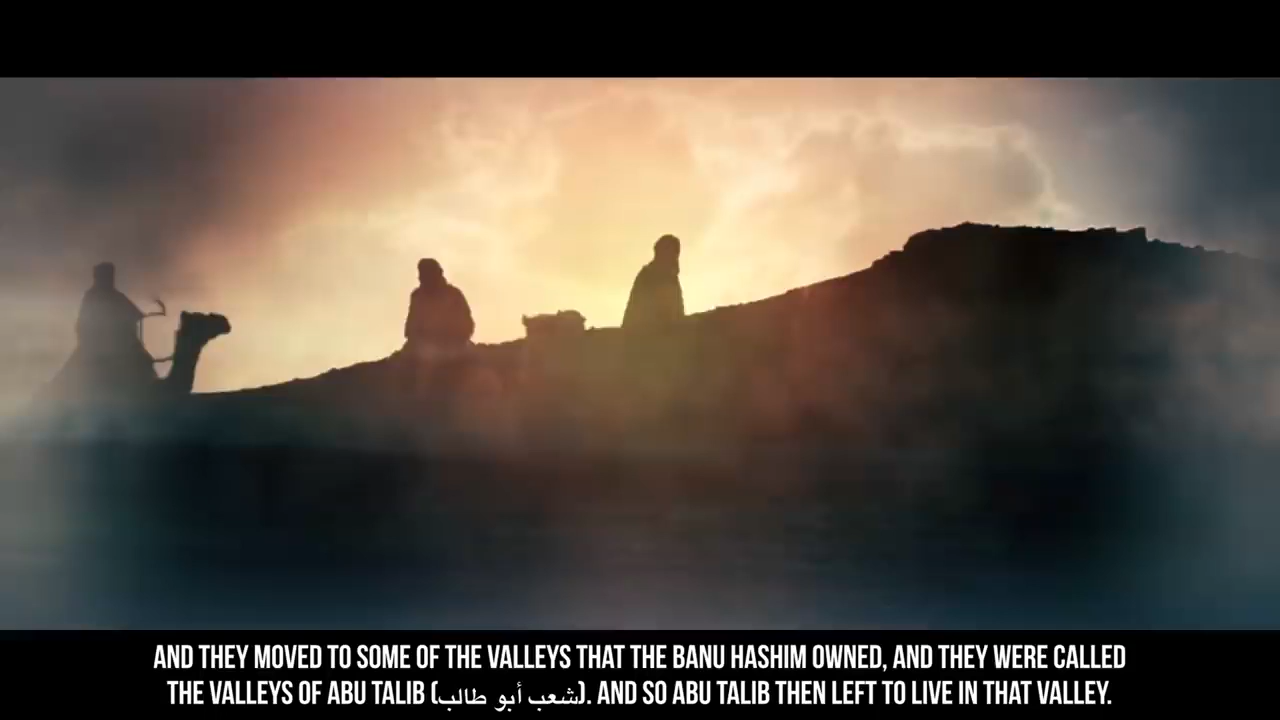 AND THEY MOVED TO SOME OF THE VALLEYS THAT THE BANU HASHIM OWNED, AND THEY WERE CALLED
THE VALLEYS OF ABU TALIB (شعب أبو طالب). AND SO ABU TALIB THEN LEFT TO LIVE IN THAT VALLEY.